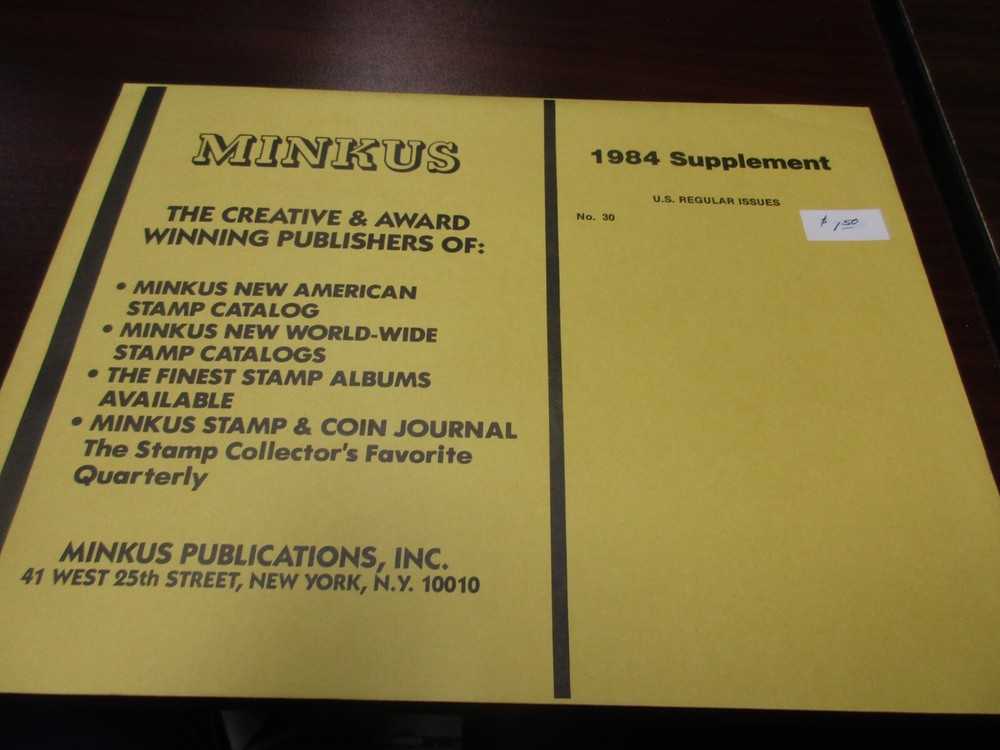 MINKUS
THE CREATIVE & AWARD
WINNING PUBLISHERS OF:
• MINKUS NEW AMERICAN
STAMP CATALOG
• MINKUS NEW WORLD-WIDE
STAMP CATALOGS
• THE FINEST STAMP ALBUMS
AVAILABLE
• MINKUS STAMP & COIN JOURNAL
The Stamp Collector's Favorite
Quarterly
MINKUS PUBLICATIONS, INC.
41 WEST 25th STREET, NEW YORK, N.Y. 10010
1984 Supplement
U.S. REGULAR ISSUES
No. 30
$ 1.50